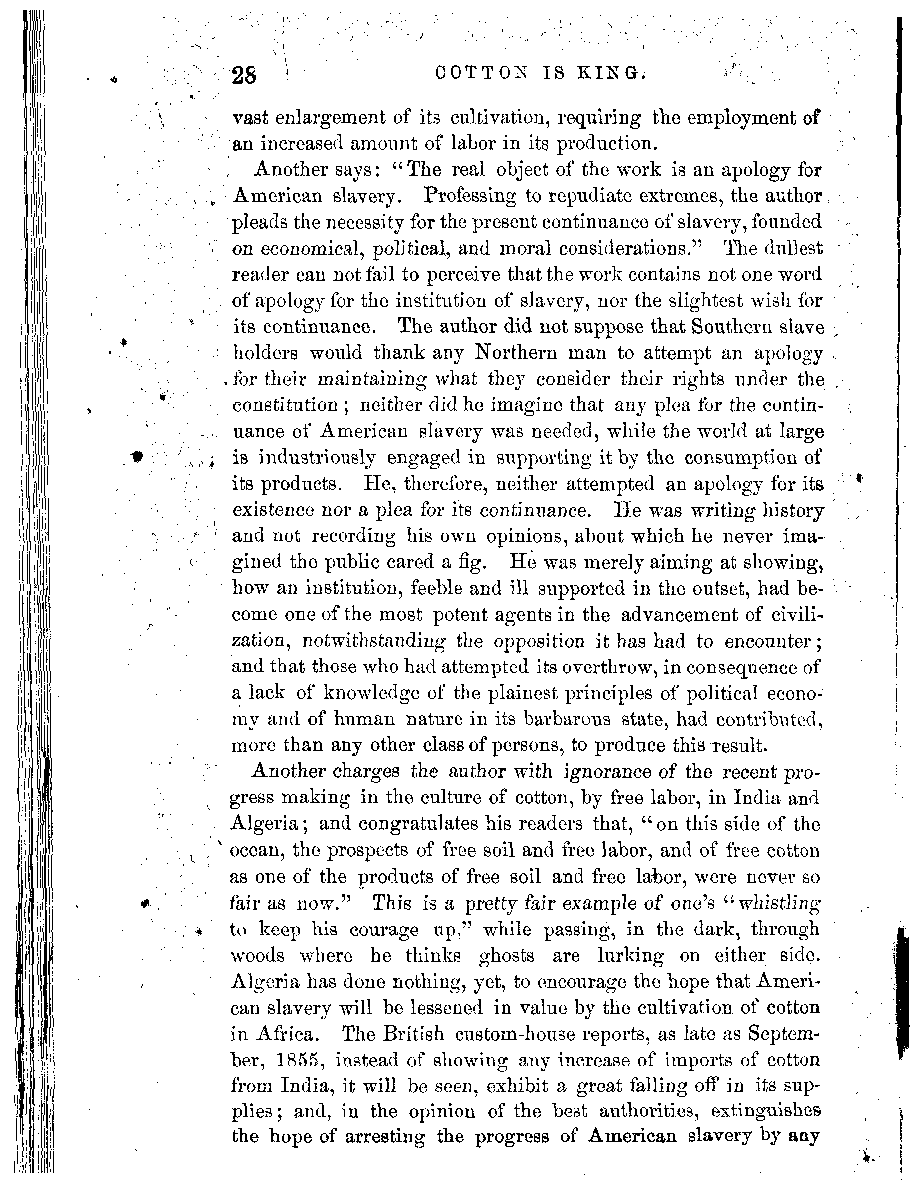 28 COTTON IS KING.
vast enlargement of its cultivation, requiring the employment of
an increased amount of labor in its production.
Another says: "The real object of the work is an apology for
American slavery. Professing to repudiate extremes, the author
pleads the necessity for the present continuance of slavery, founded
on economical, political, and moral considerations." The dullest
reader can not fail to perceive that the work contains not one word
of apology for the institution of slavery, nor the slightest wish for
its continuance. The author did not suppose that Southern slave
holders would thank any Northern man to attempt an apology
for their maintaining what they consider their rights under the
constitution; neither did he imagine that any plea for the contin-
uance of American slavery was needed, while the world at large
is industriously engaged in supporting it by the consumption of
its products. He, therefore, neither attempted an apology for its
existence nor a plea for its continuance. He was writing history
and not recording his own opinions, about which he never ima-
gined the public cared a fig. He was merely aiming at showing,
how an institution, feeble and ill supported in the outset, had be-
come one of the most potent agents in the advancement of civili-
zation, notwithstanding the opposition it has had to encounter;
and that those who had attempted its overthrow, in consequence of
a lack of knowledge of the plainest principles of political econo-
my and of human nature in its barbarous state, had contributed,
more than any other class of persons, to produce this result.
Another charges the author with ignorance of the recent pro-
gress making in the culture of cotton, by free labor, in India and
Algeria; and congratulates his readers that, "on this side of the
ocean, the prospects of free soil and free labor, and of free cotton
as one of the products of free soil and free labor, were never so
fair as now." This is a pretty fair example of one's "whistling
to keep his courage up," while passing, in the dark, through
woods where he thinks ghosts are lurking on either side.
Algeria has done nothing, yet, to encourage the hope that Ameri-
can slavery will be lessened in value by the cultivation of cotton
in Africa. The British custom-house reports, as late as Septem-
ber, 1855, instead of showing any increase of imports of cotton
from India, it will be seen, exhibit a great falling off in its sup-
plies; and, in the opinion of the best authorities, extinguishes
the hope of arresting the progress of American slavery by any